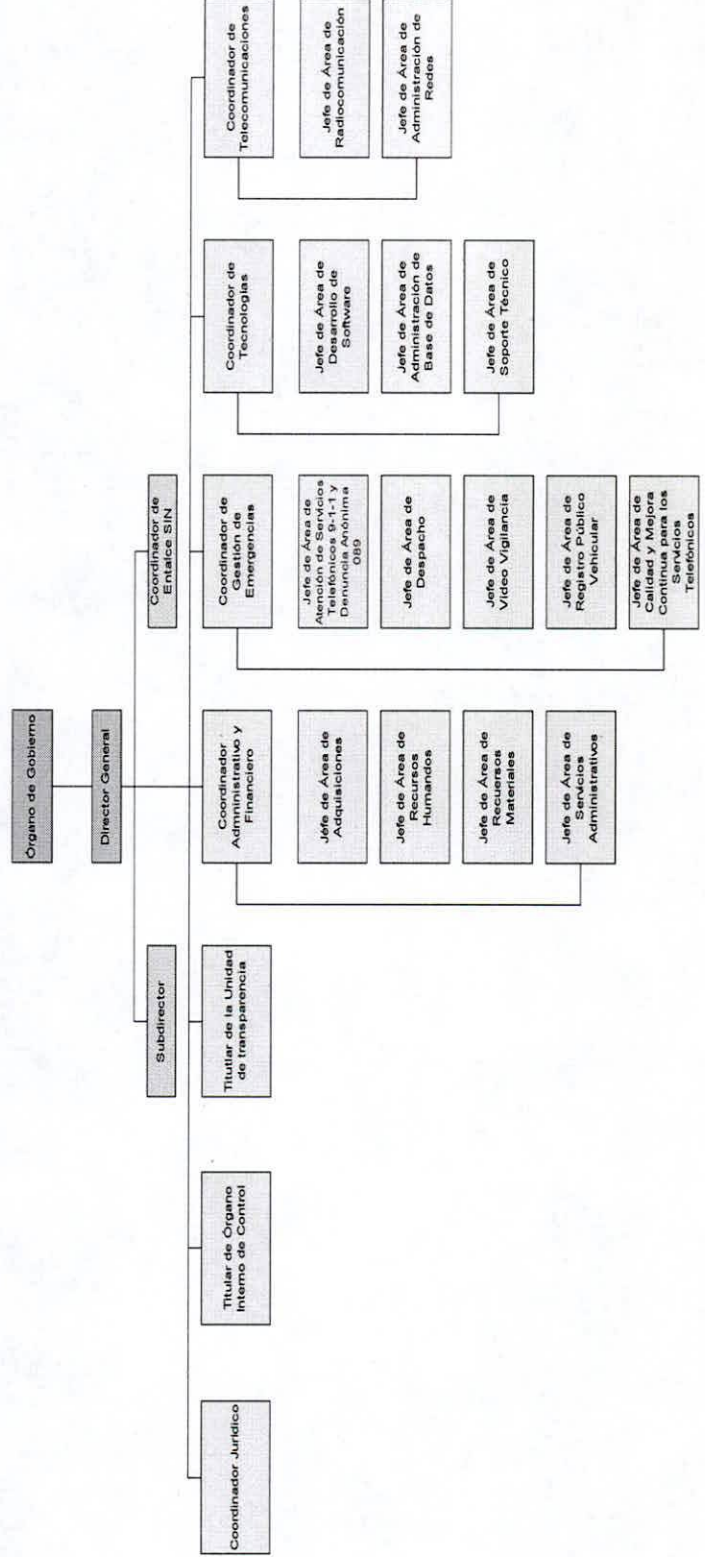 Órgano de Gobierno
Director General
Subdirector
Coordinador de
Entalce SIN
Coordinador Jurídico
Titular de Órgano
Interno de Control
Titutlar de la Unidad
de transparencia
Coordinador
Admninistrativo y
Financiero
Jefe de Área de
Adquisiciones
Jefe de Área de
Recursos
Humandos
Jefe de Área de
Recuersos
Materiales
Jefe de Área de
Servicios
Administrativos
Coordinador de
Gestión de
Emergencias
Jefe de Área de
Atención de Servicios
Telefónicos 9-1-1 y
Denuncia Anónima
089
Jefe de Área de
Despacho
Jefe de Área de
Video Vigilancia
Jefe de Área de
Registro Público
Vehicular
Jefe de Área de
Calidad y Mejora
Continua para los
Servicios
Telefónicos
Coordinador de
Tecnologías
Jefe de Área de
Desarrollo de
Software
Jefe de Área de
Administración de
Base de Datos
Jefe de Área de
Soporte Técnico
Coordinador de
Telecomunicaciones
Jefe de Área de
Radiocomunicación
Jefe de Área de
Administración de
Redes